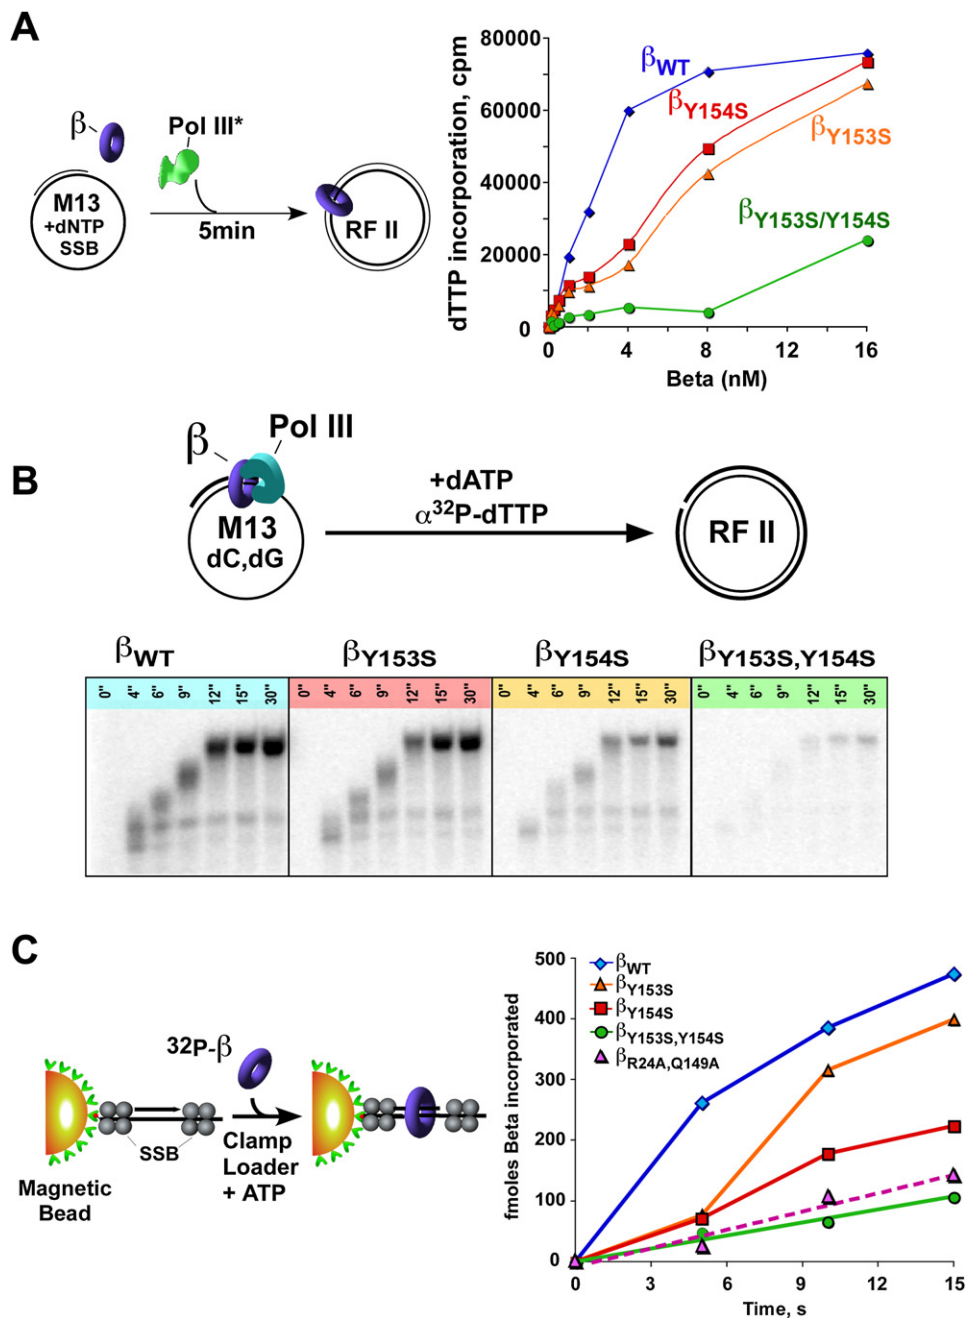 A
β
Pol III*
M13
+dNTP
SSB
5min
RF II
dTTP incorporation, cpm
80000
60000
40000
20000
0
0
4
8
12
16
Beta (nM)
βWT
βY154S
βY153S
βY153S/Y154S
B
β
Pol III
M13
dC,dG
+dATP
α32P-dTTP
RF II
βWT
βY153S
βY154S
βY153S,Y154S
0" 4" 6" 9" 12" 15" 30"
0" 4" 6" 9" 12" 15" 30"
0" 4" 6" 9" 12" 15" 30"
0" 4" 6" 9" 12" 15" 30"
C
32P-β
SSB
Clamp
Loader
+ ATP
Magnetic
Bead
fmoles Beta incorporated
500
400
300
200
100
0
0
3
6
9
12
15
Time, s
βWT
βY153S
βY154S
βY153S,Y154S
βR24A,Q149A